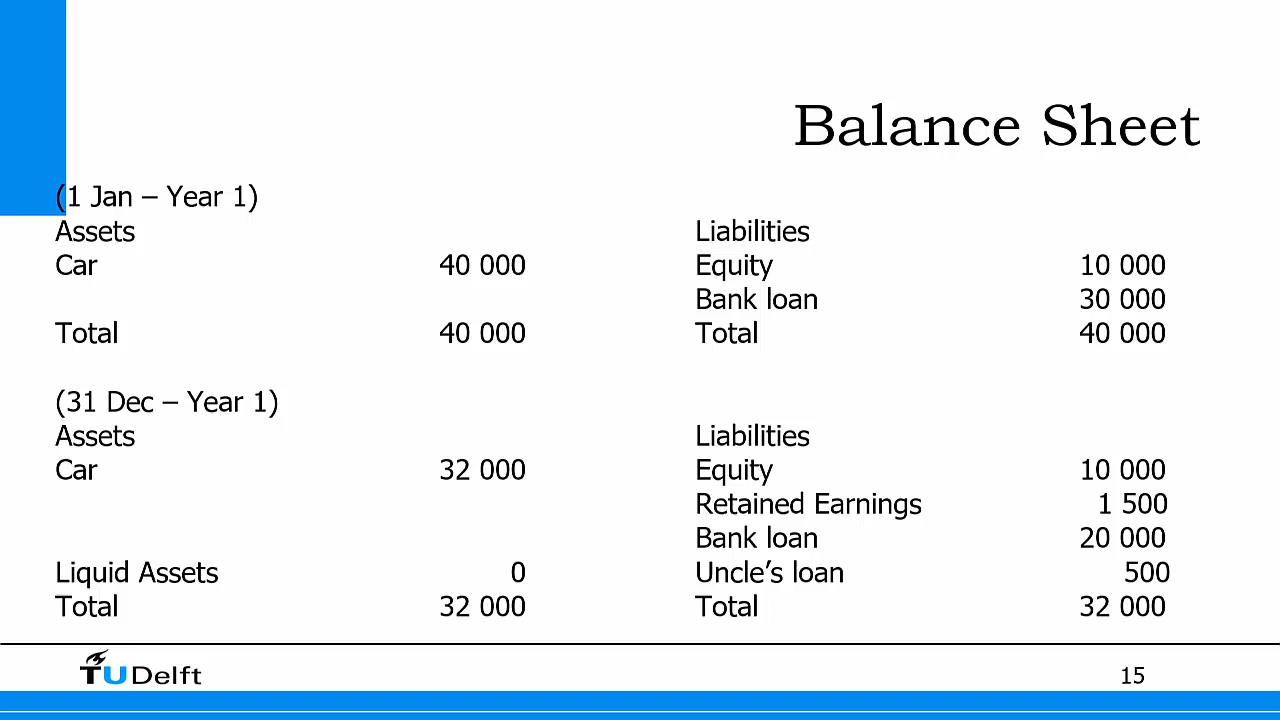 Balance Sheet
(1 Jan – Year 1)
Assets Liabilities
Car 40 000 Equity 10 000
Bank loan 30 000
Total 40 000 Total 40 000
(31 Dec – Year 1)
Assets Liabilities
Car 32 000 Equity 10 000
Retained Earnings 1 500
Bank loan 20 000
Liquid Assets 0 Uncle’s loan 500
Total 32 000 Total 32 000
TU Delft 15